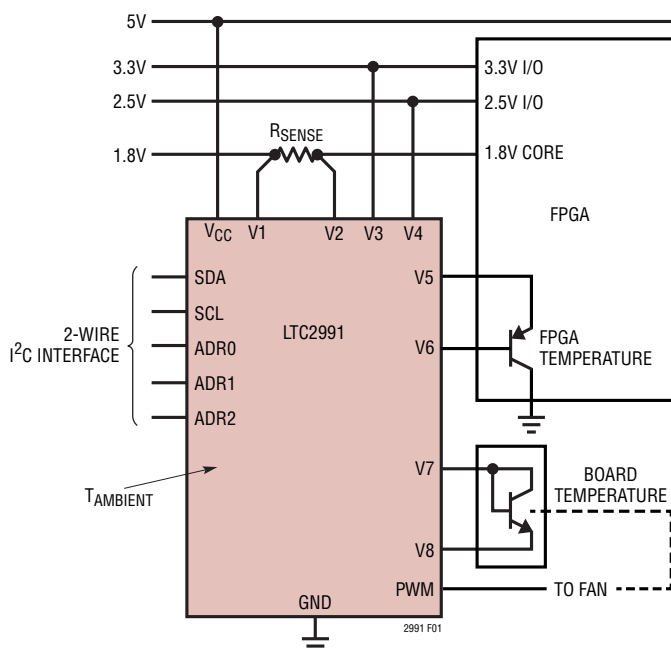 5V
3.3V
2.5V
1.8V
RSENSE
3.3V I/O
2.5V I/O
1.8V CORE
FPGA
VCC V1 V2 V3 V4
SDA
SCL
ADR0
ADR1
ADR2
2-WIRE
I2C INTERFACE
LTC2991
V5
V6
FPGA
TEMPERATURE
TAMBIENT
V7
V8
BOARD
TEMPERATURE
PWM
TO FAN
GND
2991 F01